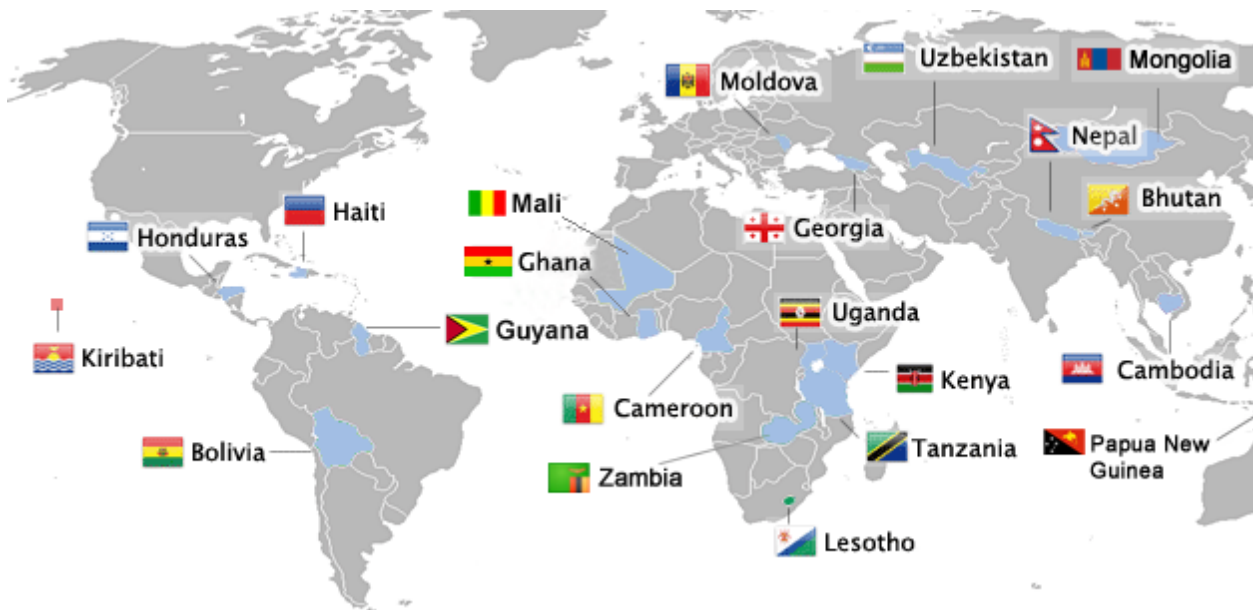 Uzbekistan
Mongolia
Moldova
Nepal
Bhutan
Haiti
Mali
Honduras
Georgia
Ghana
Uganda
Guyana
Kiribati
Cambodia
Kenya
Cameroon
Bolivia
Tanzania
Papua New
Guinea
Zambia
Lesotho